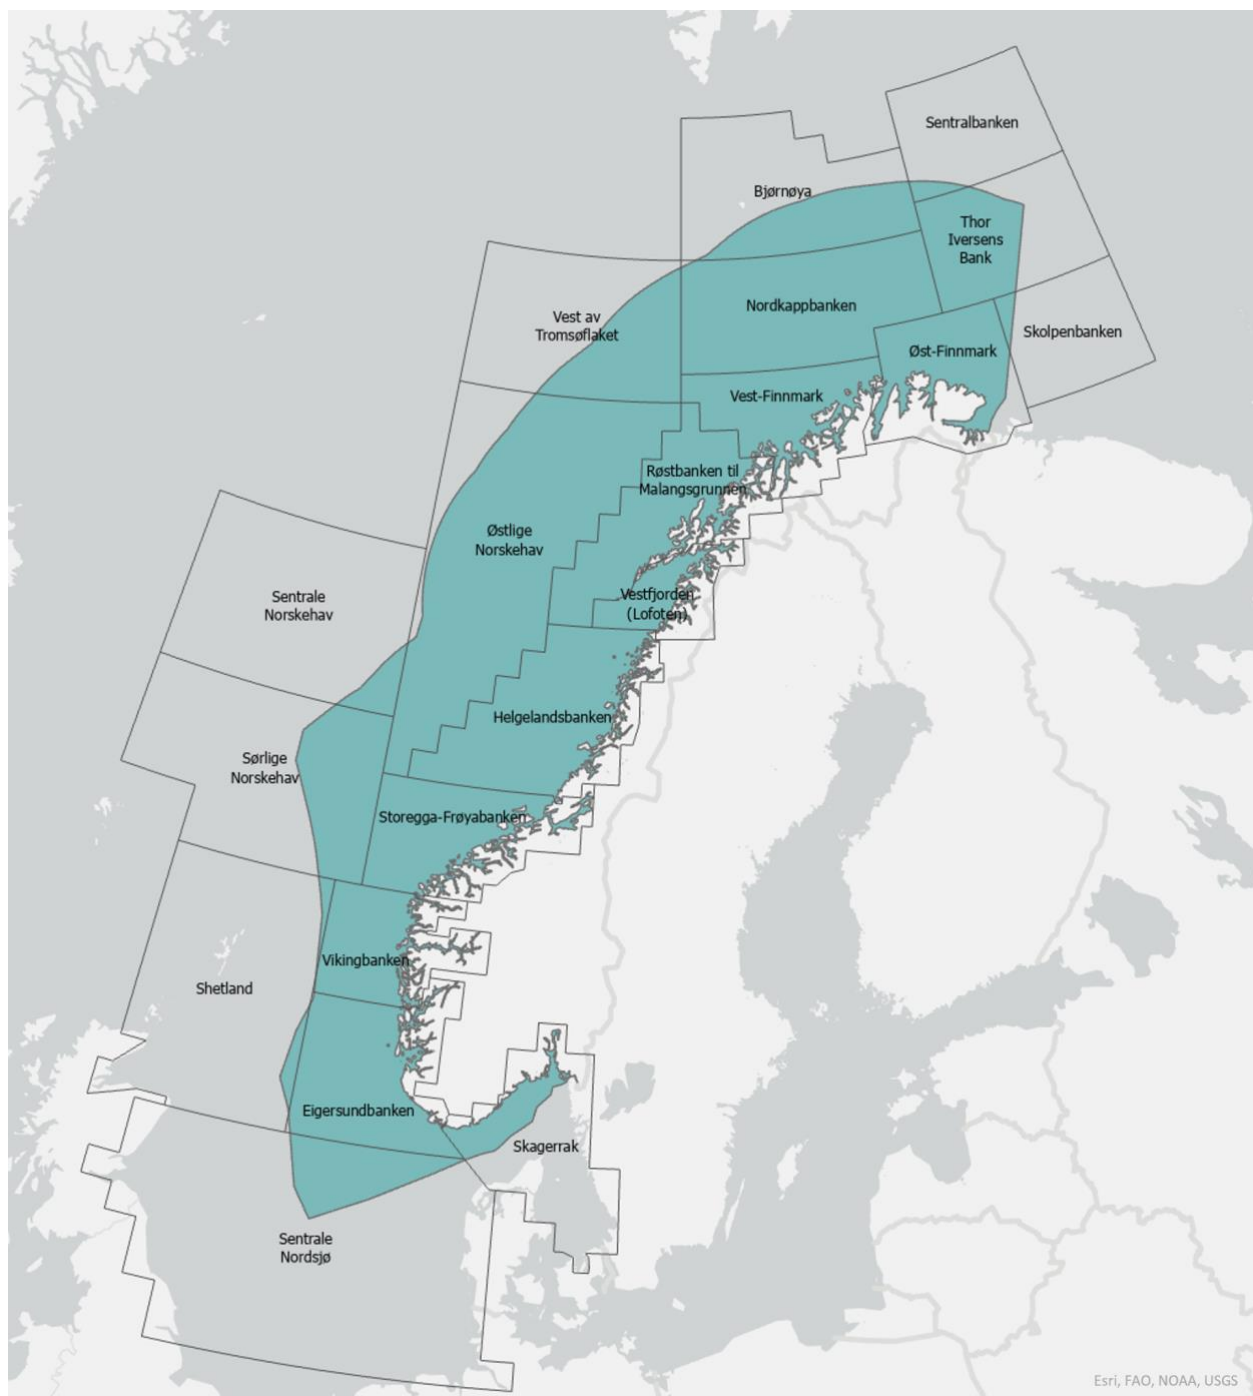 Sentralbanken
Bjørnøya
Thor
Iversens
Bank
Nordkappbanken
Vest av
Tromsøflaket
Skolpenbanken
Øst-Finnmark
Vest-Finnmark
Røstbanken til
Malangsgrunnen
Østlige
Norskehav
Sentrale
Norskehav
Vestfjorden
(Lofoten)
Helgelandsbanken
Sørlige
Norskehav
Storegga-Frøyabanken
Vikingbanken
Shetland
Eigersundbanken
Skagerrak
Sentrale
Nordsjø
Esri, FAO, NOAA, USGS